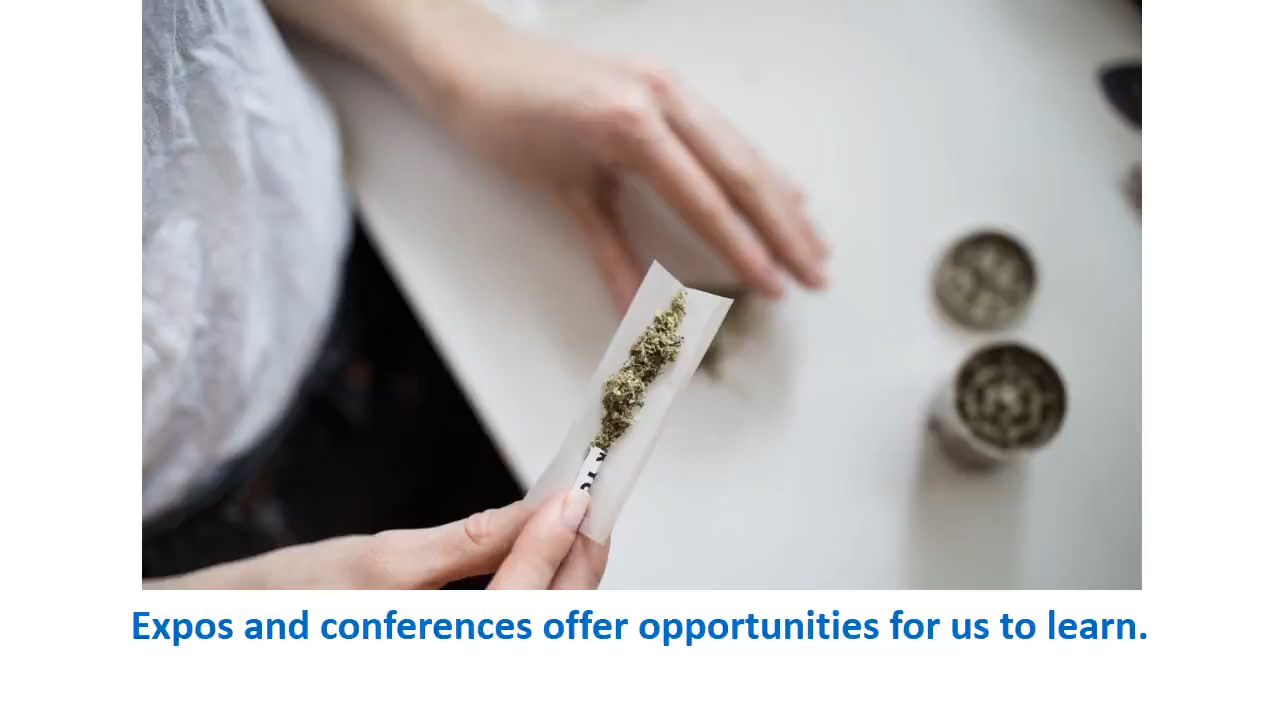 Expos and conferences offer opportunities for us to learn.